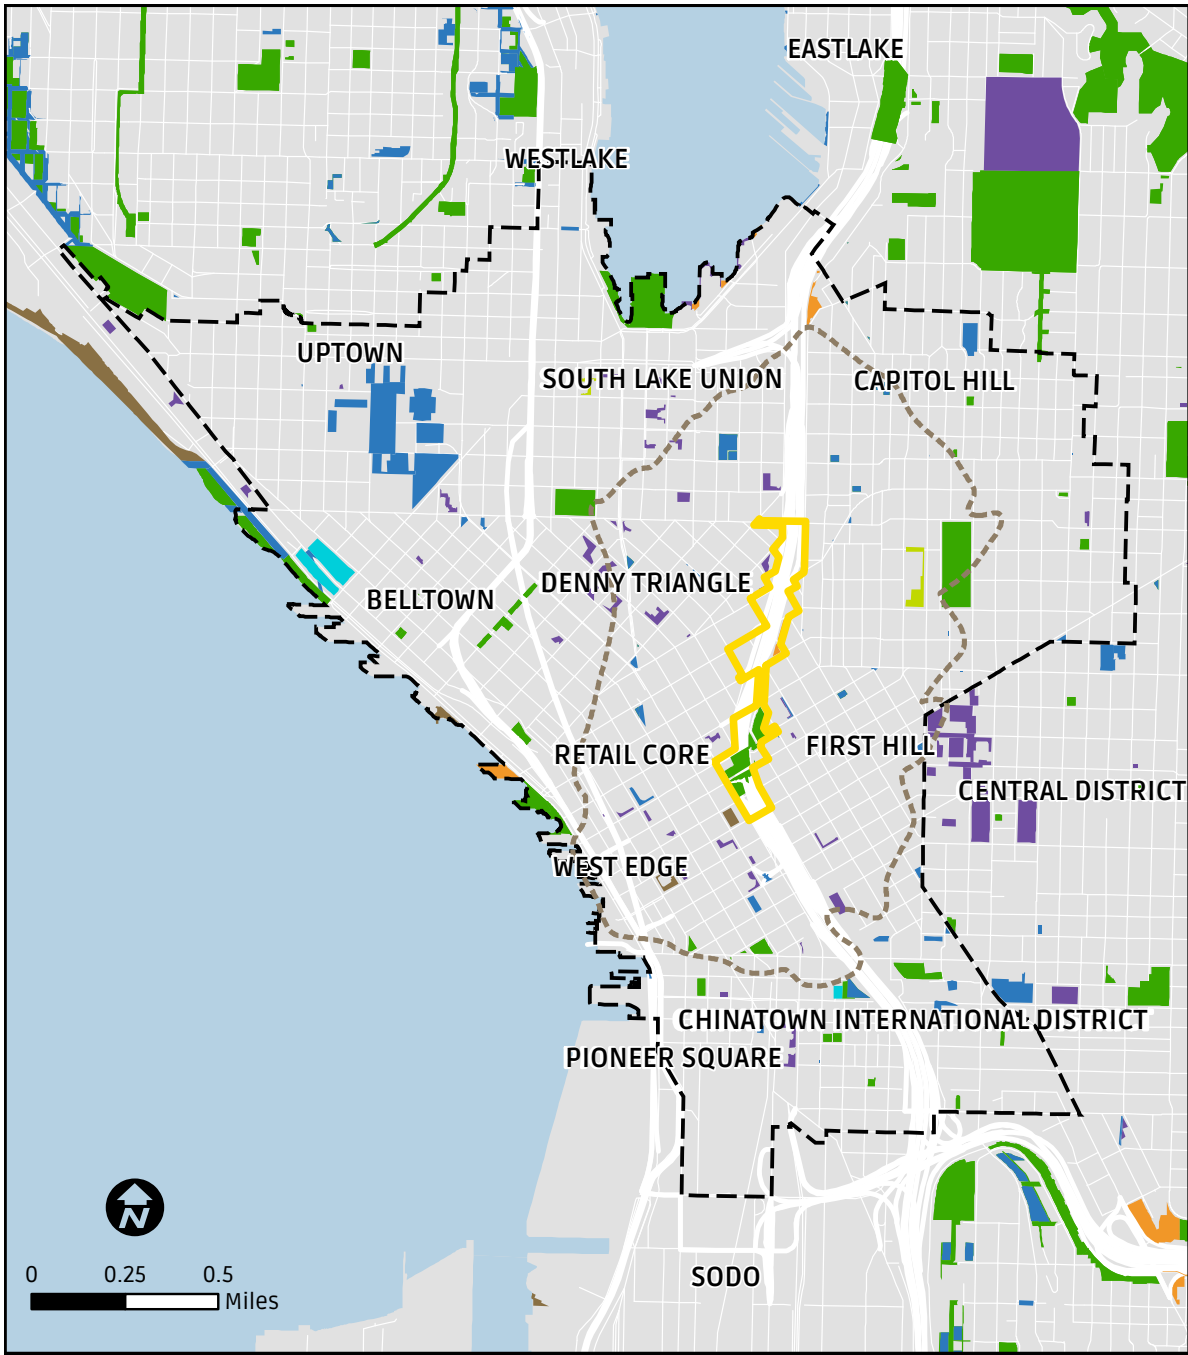 EASTLAKE
WESTLAKE
UPTOWN
SOUTH LAKE UNION
CAPITOL HILL
DENNY TRIANGLE
BELLTOWN
RETAIL CORE
FIRST HILL
CENTRAL DISTRICT
WEST EDGE
CHINATOWN INTERNATIONAL DISTRICT
PIONEER SQUARE
N
SODO
0 0.25 0.5
Miles